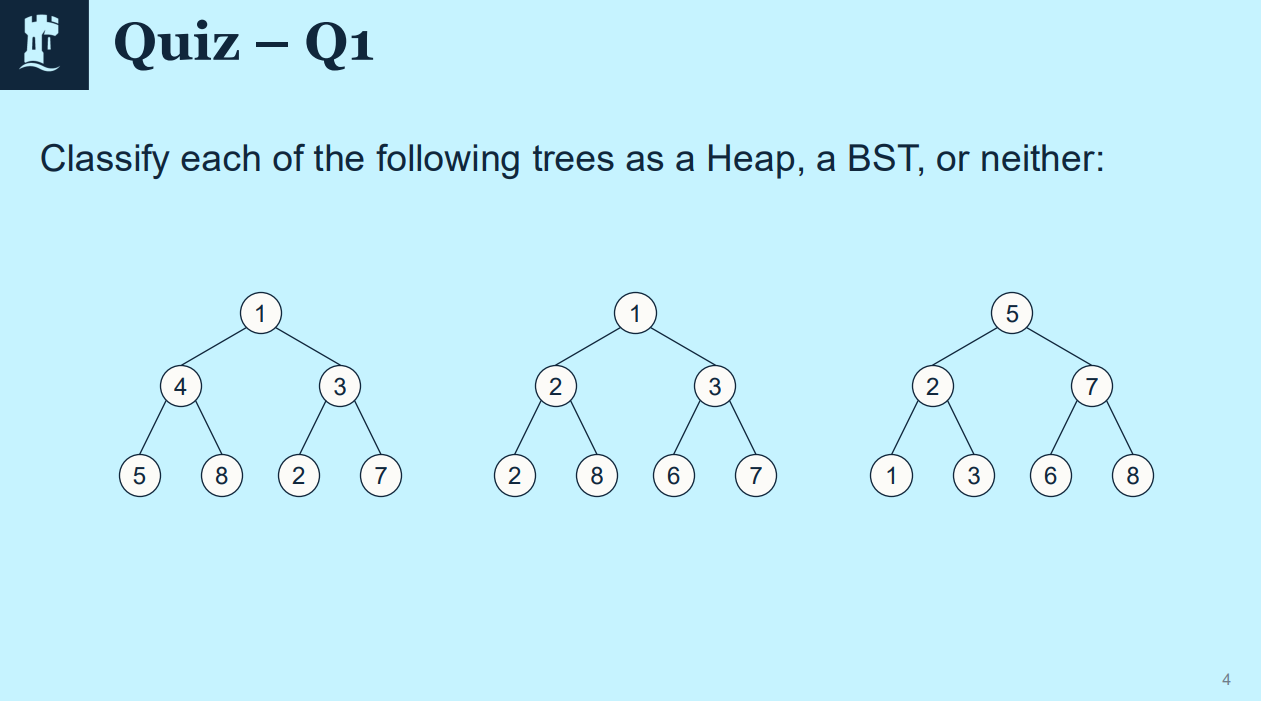 Quiz – Q1
Classify each of the following trees as a Heap, a BST, or neither:
1 1 5
4 3 2 3 2 7
5 8 2 7 2 8 6 7 1 3 6 8
4